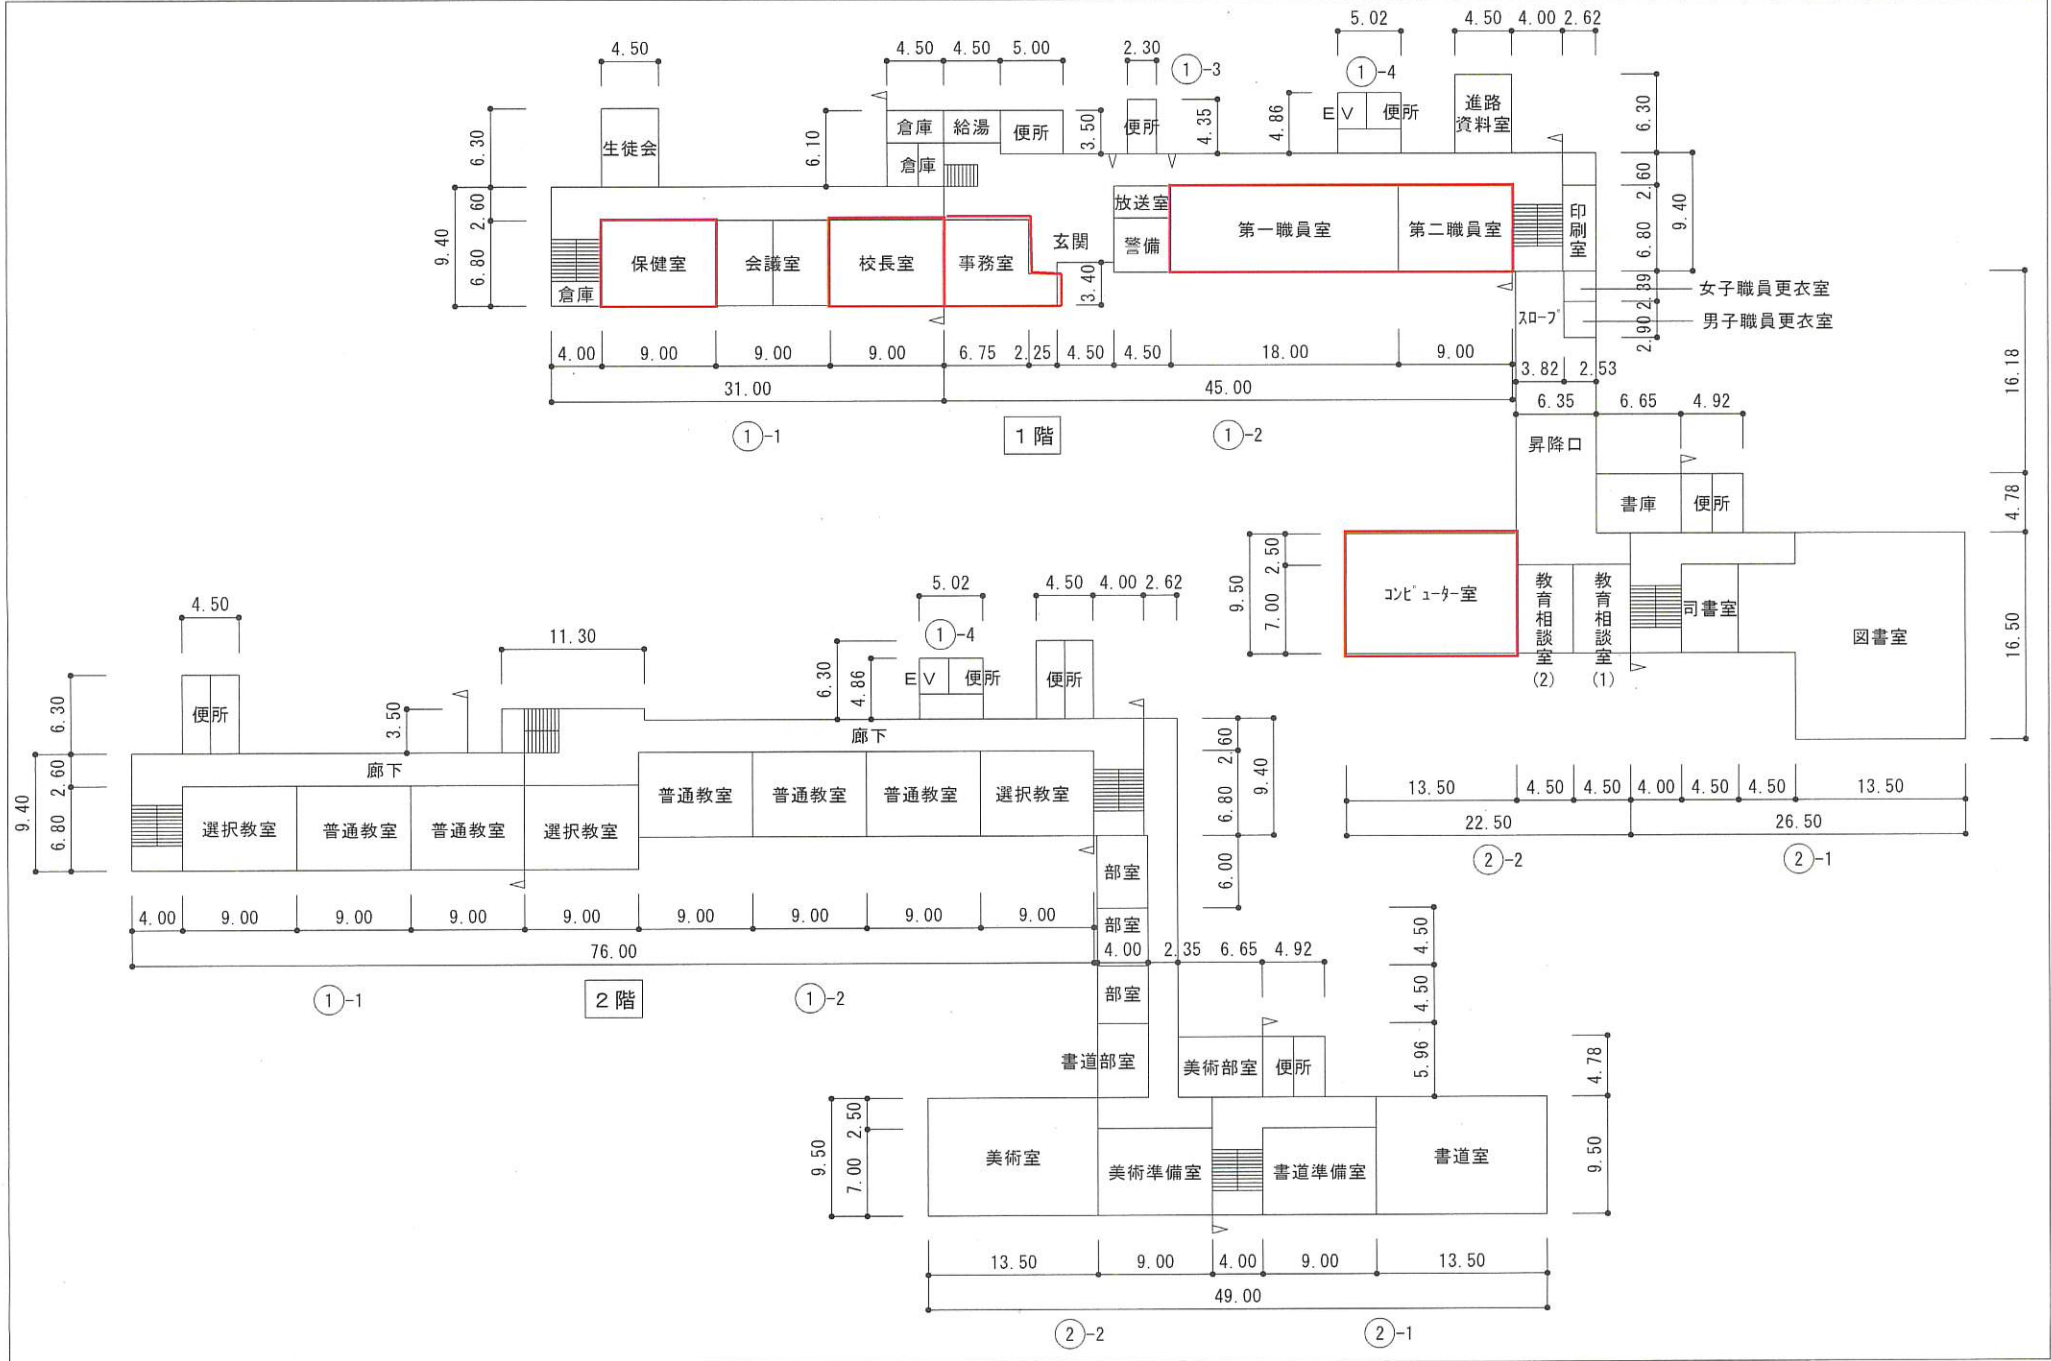 5.02
4.50 4.00 2.62
4.50
4.50 4.50 5.00
2.30
①-3
①-4
6.30
生徒会
6.10
倉庫
給湯
便所
倉庫
3.50
便所
4.35
4.86
EV
便所
進路
資料室
6.30
2.60
9.40
6.80
2.39
2.90
9.40
2.60
6.80
倉庫
保健室
会議室
校長室
事務室
玄関
3.40
放送室
警備
第一職員室
第二職員室
印刷室
女子職員更衣室
男子職員更衣室
スロープ
4.00 9.00 9.00 9.00 6.75 2.25 4.50 4.50 18.00 9.00
3.82 2.53
31.00
45.00
6.35 6.65 4.92
①-1
1階
①-2
昇降口
16.18
4.78
16.50
書庫
便所
9.50
2.50
7.00
コンピューター室
教育相談室(2)
教育相談室(1)
司書室
図書室
13.50 4.50 4.50 4.00 4.50 4.50 13.50
22.50
26.50
②-2
②-1
4.50
11.30
5.02
4.50 4.00 2.62
①-4
6.30
便所
3.50
6.30
4.86
EV
便所
便所
9.40
2.60
6.80
廊下
廊下
2.60
6.80
9.40
6.00
選択教室
普通教室
普通教室
選択教室
普通教室
普通教室
普通教室
選択教室
部室
部室
部室
4.00 9.00 9.00 9.00 9.00 9.00 9.00 9.00 9.00
76.00
4.00 2.35 6.65 4.92
①-1
2階
①-2
4.50
4.50
5.96
4.78
9.50
書道部室
美術部室
便所
9.50
2.50
7.00
美術室
美術準備室
書道準備室
書道室
13.50 9.00 4.00 9.00 13.50
49.00
②-2
②-1